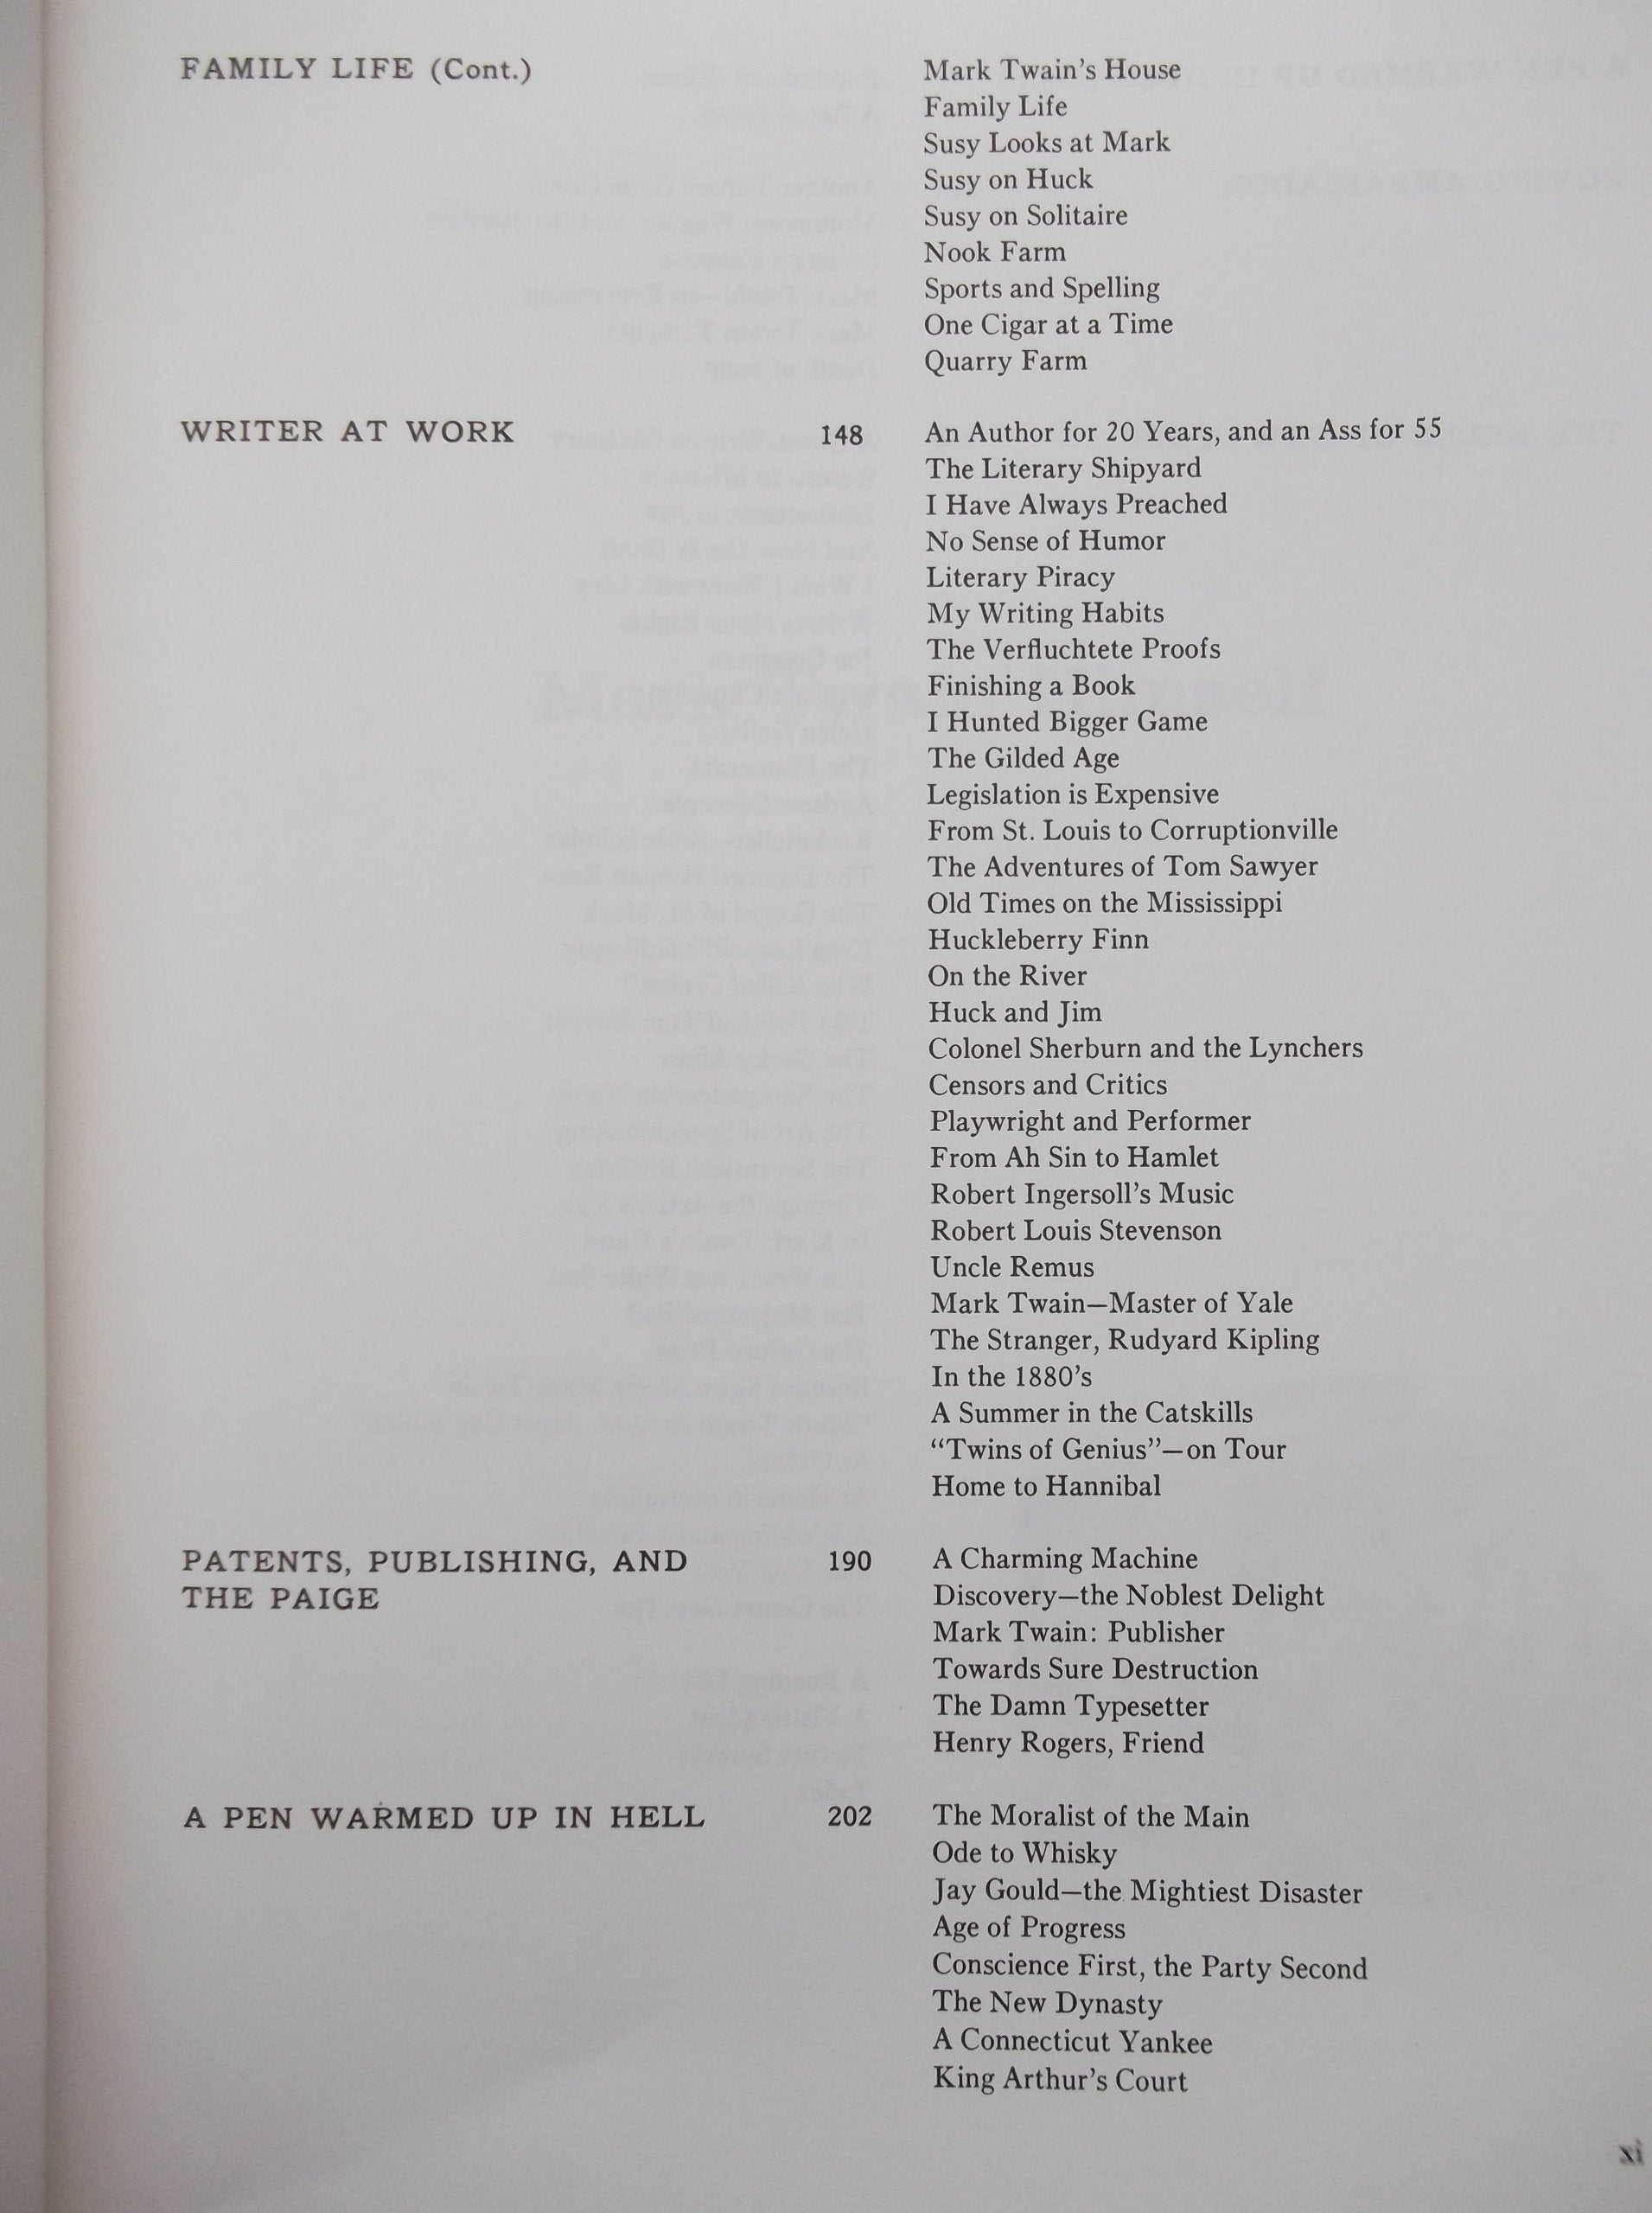 FAMILY LIFE (Cont.)
Mark Twain's House
Family Life
Susy Looks at Mark
Susy on Huck
Susy on Solitaire
Nook Farm
Sports and Spelling
One Cigar at a Time
Quarry Farm
WRITER AT WORK 148 An Author for 20 Years, and an Ass for 55
The Literary Shipyard
I Have Always Preached
No Sense of Humor
Literary Piracy
My Writing Habits
The Verfluchtete Proofs
Finishing a Book
I Hunted Bigger Game
The Gilded Age
Legislation is Expensive
From St. Louis to Corruptionville
The Adventures of Tom Sawyer
Old Times on the Mississippi
Huckleberry Finn
On the River
Huck and Jim
Colonel Sherburn and the Lynchers
Censors and Critics
Playwright and Performer
From Ah Sin to Hamlet
Robert Ingersoll's Music
Robert Louis Stevenson
Uncle Remus
Mark Twain—Master of Yale
The Stranger, Rudyard Kipling
In the 1880's
A Summer in the Catskills
"Twins of Genius"—on Tour
Home to Hannibal
PATENTS, PUBLISHING, AND 190 A Charming Machine
THE PAIGE Discovery—the Noblest Delight
Mark Twain: Publisher
Towards Sure Destruction
The Damn Typesetter
Henry Rogers, Friend
A PEN WARMED UP IN HELL 202 The Moralist of the Main
Ode to Whisky
Jay Gould—the Mightiest Disaster
Age of Progress
Conscience First, the Party Second
The New Dynasty
A Connecticut Yankee
King Arthur's Court
xi